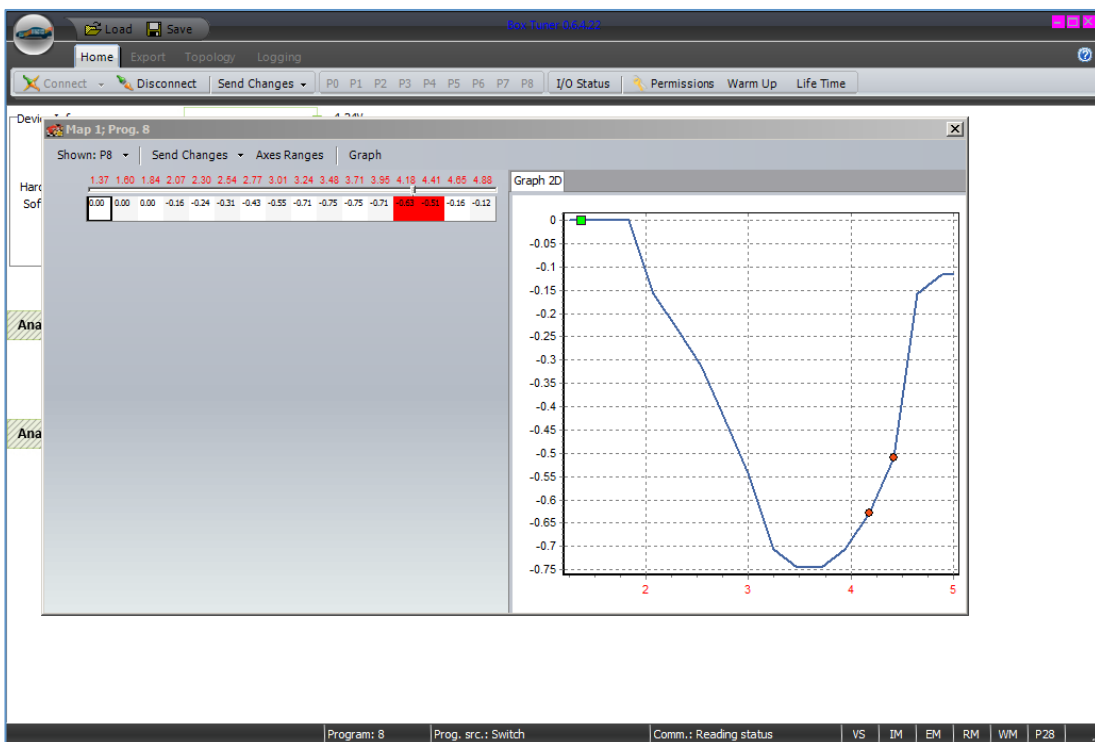 Load Save Box Tuner 0.6.4.22
Home Export Topology Logging
Connect Disconnect Send Changes P0 P1 P2 P3 P4 P5 P6 P7 P8 I/O Status Permissions Warm Up Life Time
Map 1; Prog. 8
Shown: P8 Send Changes Axes Ranges Graph
1.37 1.60 1.84 2.07 2.30 2.54 2.77 3.01 3.24 3.48 3.71 3.95 4.18 4.41 4.65 4.88
0.00 0.00 0.00 -0.16 -0.24 -0.31 -0.43 -0.55 -0.71 -0.75 -0.75 -0.71 -0.63 -0.51 -0.16 -0.12
Hard
Sof
Ana
Ana
Graph 2D
0
-0.05
-0.1
-0.15
-0.2
-0.25
-0.3
-0.35
-0.4
-0.45
-0.5
-0.55
-0.6
-0.65
-0.7
-0.75
2 3 4 5
Program: 8 Prog. src.: Switch Comm.: Reading status VS IM EM RM WM P28